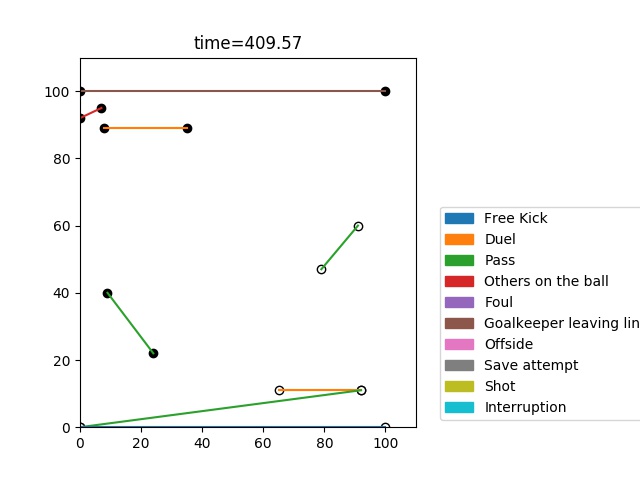 time=409.57
100
80
60
40
20
0
0 20 40 60 80 100
Free Kick
Duel
Pass
Others on the ball
Foul
Goalkeeper leaving lin
Offside
Save attempt
Shot
Interruption